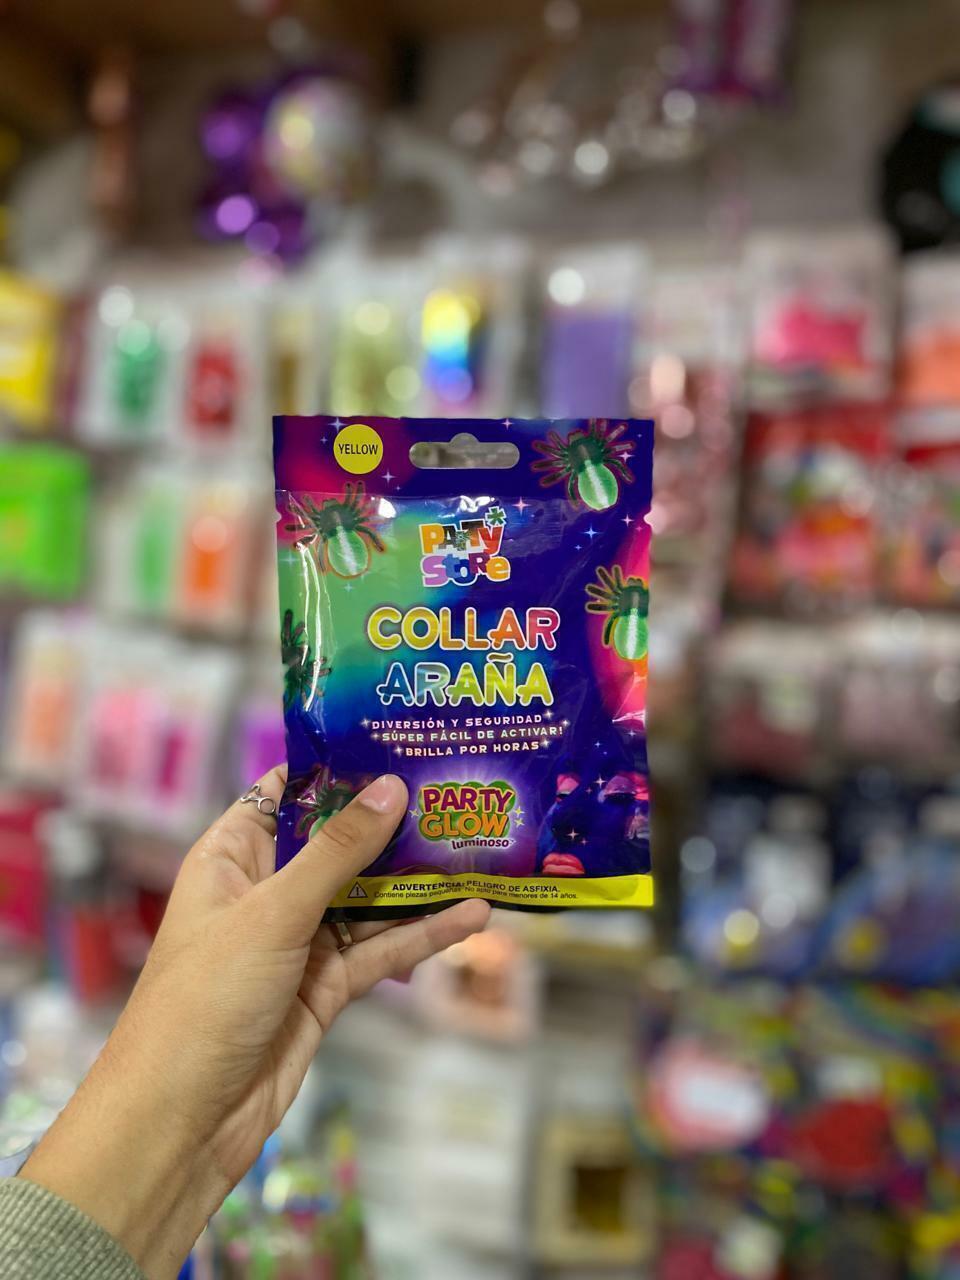 YELLOW
PARTY
STORE
COLLAR
ARAÑA
DIVERSIÓN Y SEGURIDAD
SÚPER FÁCIL DE ACTIVAR!
BRILLA POR HORAS
PARTY
GLOW
luminoso
ADVERTENCIA: PELIGRO DE ASFIXIA.
Contiene piezas pequeñas. No apto para menores de 14 años.